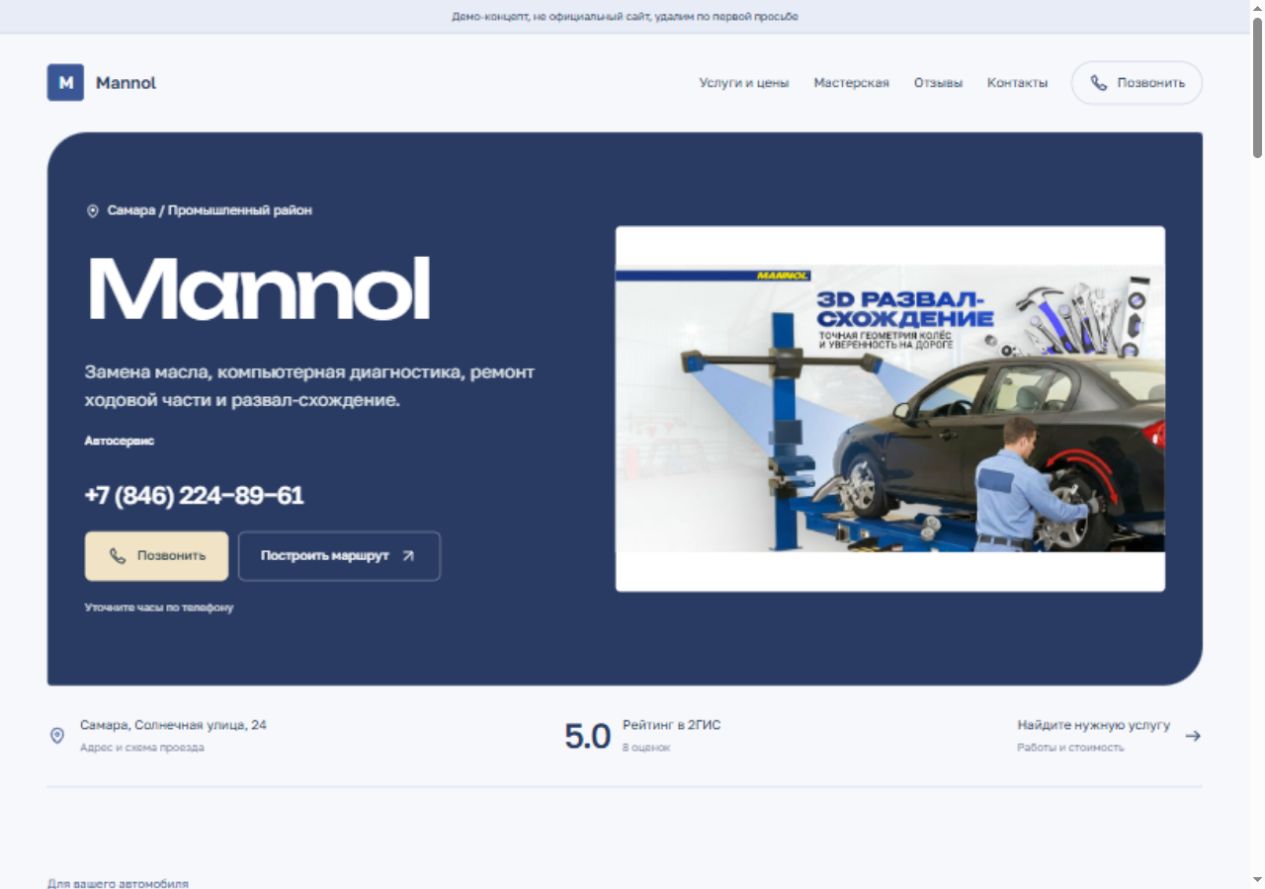 Демо-концепт, не официальный сайт, удалим по первой просьбе
M Mannol
Услуги и цены Мастерская Отзывы Контакты Позвонить
Самара / Промышленный район
Mannol
Замена масла, компьютерная диагностика, ремонт
ходовой части и развал-схождение.
Автосервис
+7 (846) 224-89-61
Позвонить Построить маршрут
Уточните часы по телефону
MANNOL
3D РАЗВАЛ-
СХОЖДЕНИЕ
ТОЧНАЯ ГЕОМЕТРИЯ КОЛЁС
И УВЕРЕННОСТЬ НА ДОРОГЕ
Самара, Солнечная улица, 24
Адрес и схема проезда
5.0 Рейтинг в 2ГИС
8 оценок
Найдите нужную услугу
Работы и стоимость
Для вашего автомобиля